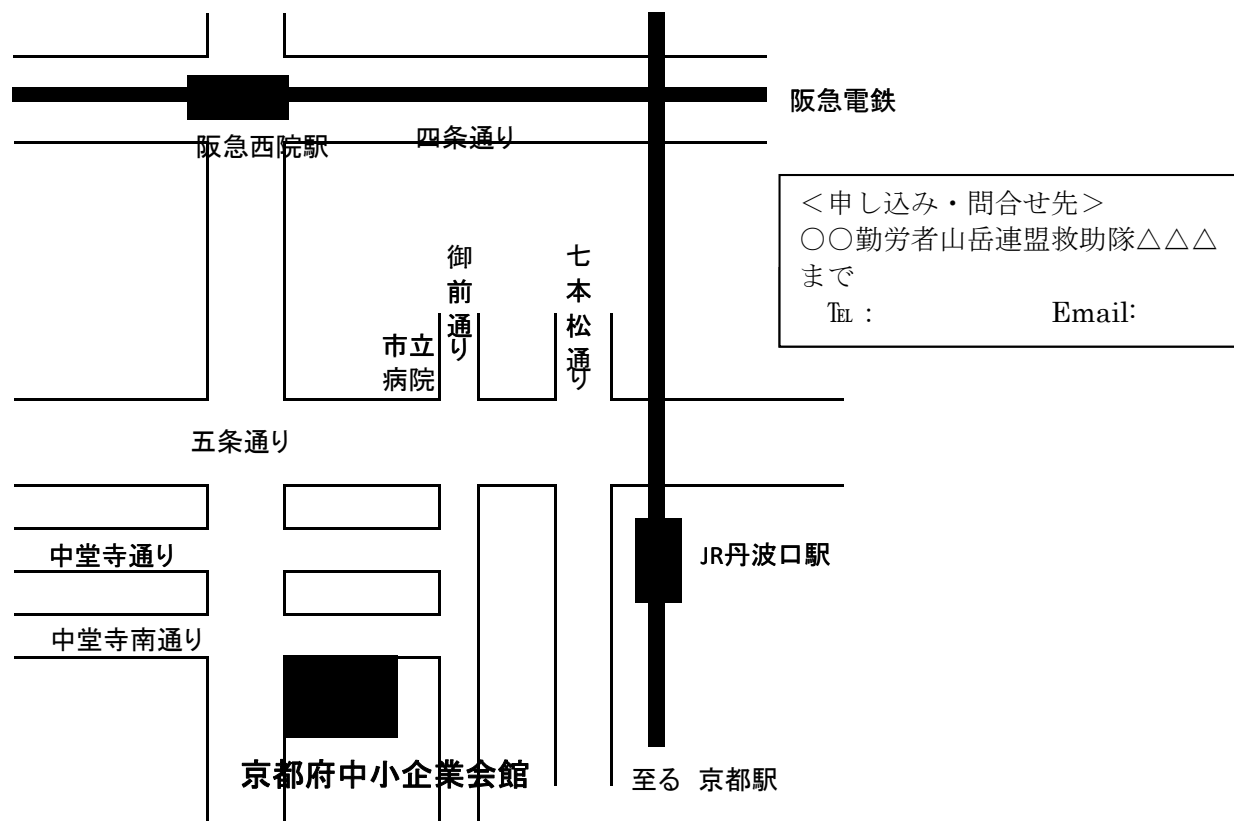 阪急電鉄
阪急西院駅
四条通り
＜申し込み・問合せ先＞
○○勤労者山岳連盟救助隊△△△
まで
℡：　Email:
御前通り
七本松通り
市立
病院
五条通り
中堂寺通り
JR丹波口駅
中堂寺南通り
京都府中小企業会館
至る 京都駅